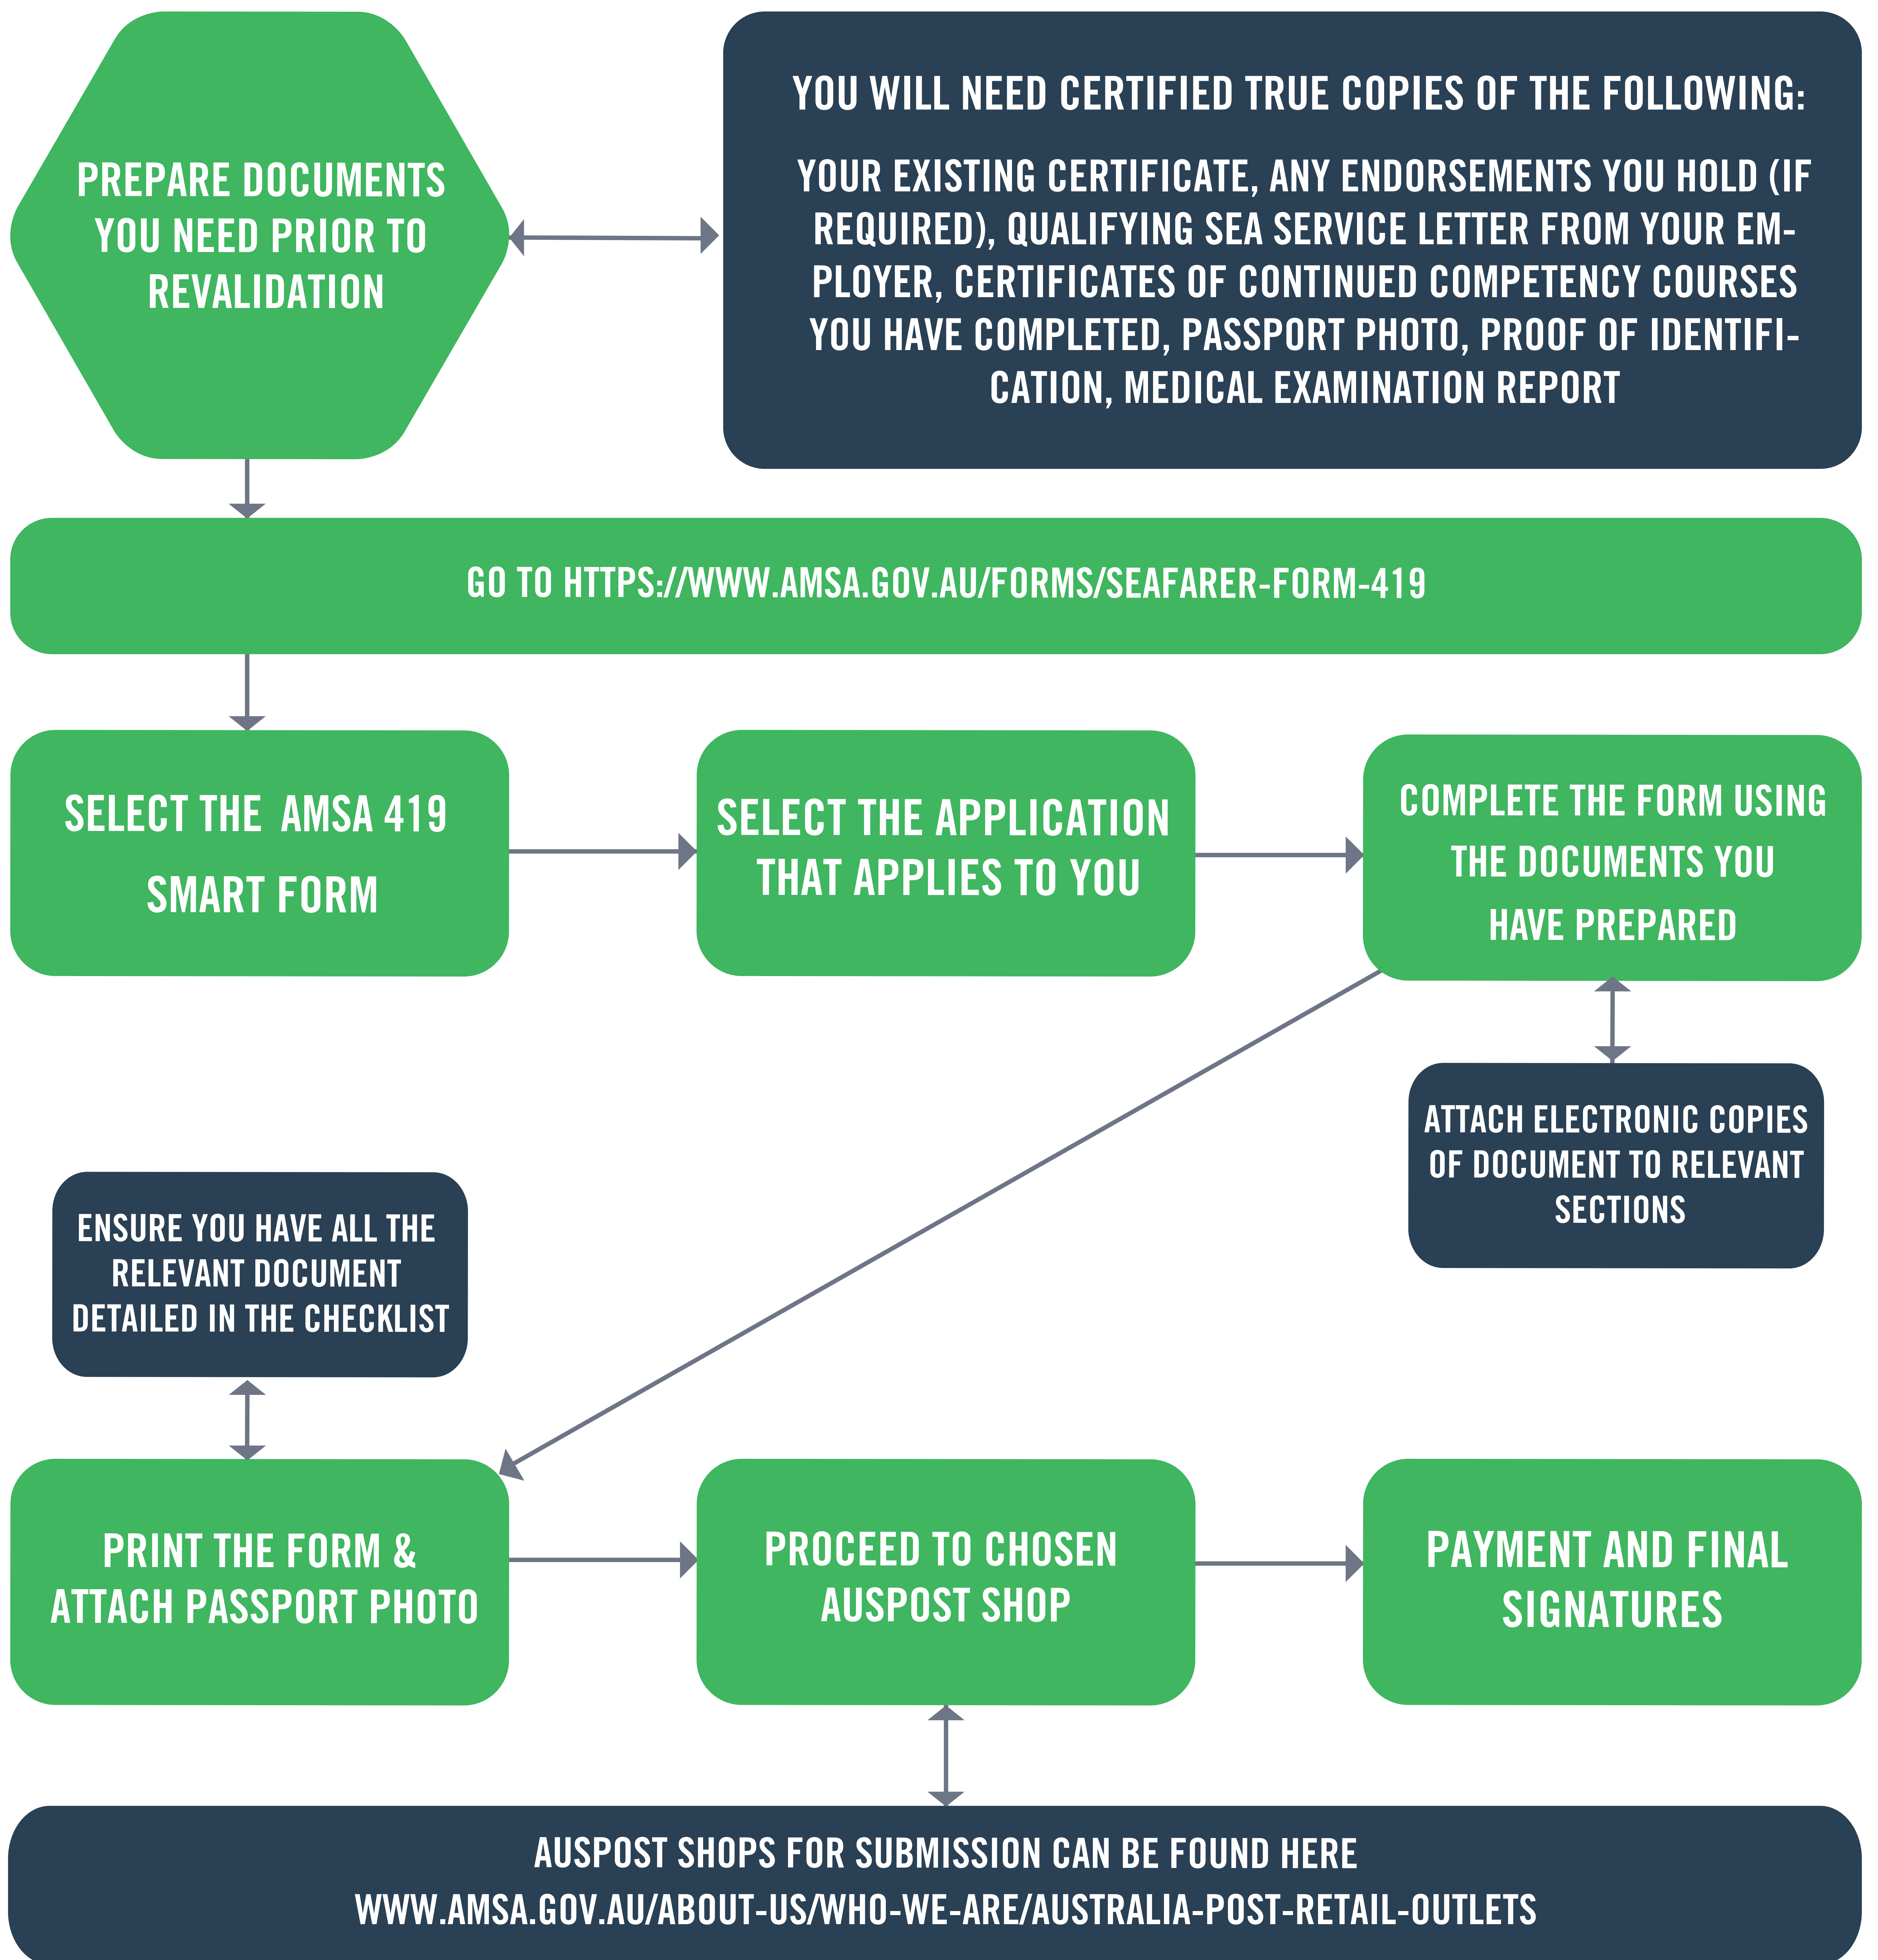 PREPARE DOCUMENTS
YOU NEED PRIOR TO
REVALIDATION
YOU WILL NEED CERTIFIED TRUE COPIES OF THE FOLLOWING:
YOUR EXISTING CERTIFICATE, ANY ENDORSEMENTS YOU HOLD (IF
REQUIRED), QUALIFYING SEA SERVICE LETTER FROM YOUR EM-
PLOYER, CERTIFICATES OF CONTINUED COMPETENCY COURSES
YOU HAVE COMPLETED, PASSPORT PHOTO, PROOF OF IDENTIFI-
CATION, MEDICAL EXAMINATION REPORT
GO TO HTTPS://WWW.AMSA.GOV.AU/FORMS/SEAFARER-FORM-419
SELECT THE AMSA 419
SMART FORM
SELECT THE APPLICATION
THAT APPLIES TO YOU
COMPLETE THE FORM USING
THE DOCUMENTS YOU
HAVE PREPARED
ATTACH ELECTRONIC COPIES
OF DOCUMENT TO RELEVANT
SECTIONS
ENSURE YOU HAVE ALL THE
RELEVANT DOCUMENT
DETAILED IN THE CHECKLIST
PRINT THE FORM &
ATTACH PASSPORT PHOTO
PROCEED TO CHOSEN
AUSPOST SHOP
PAYMENT AND FINAL
SIGNATURES
AUSPOST SHOPS FOR SUBMISSION CAN BE FOUND HERE
WWW.AMSA.GOV.AU/ABOUT-US/WHO-WE-ARE/AUSTRALIA-POST-RETAIL-OUTLETS